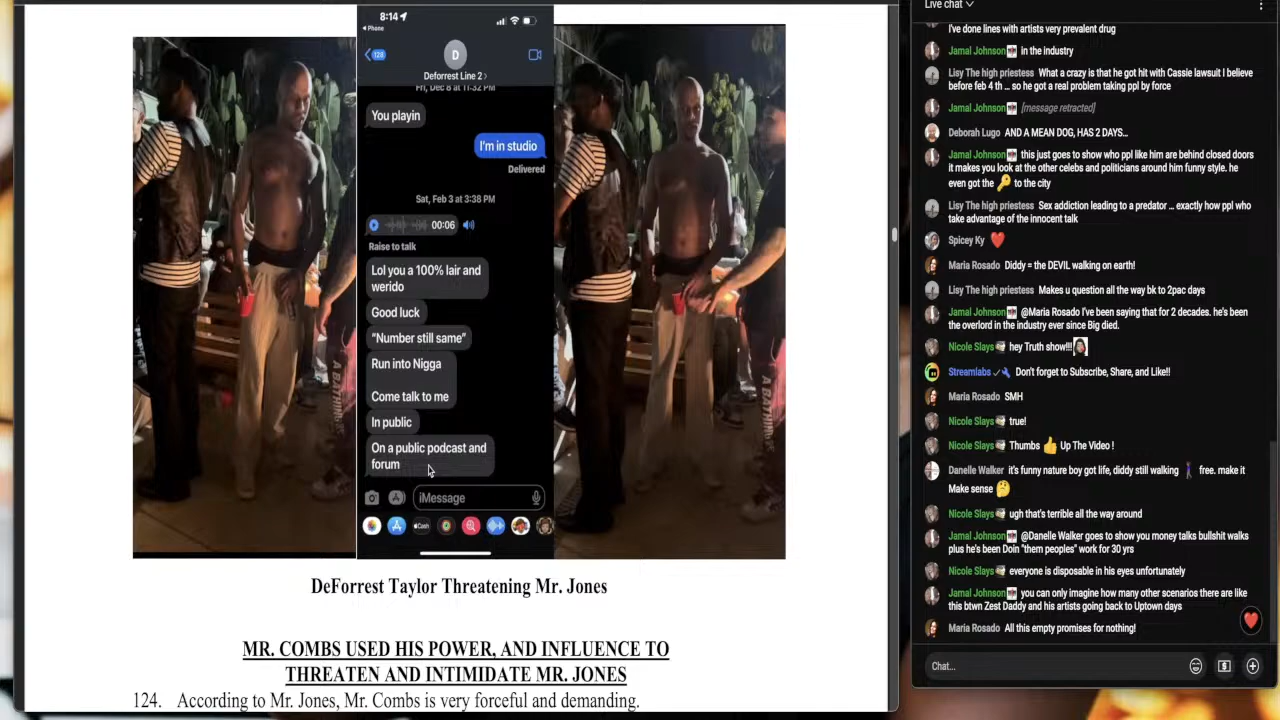 8:14
Phone
128
D
Deforrest Line 2 ›
Fri, Dec 8 at 11:32 PM
You playin
I'm in studio
Delivered
Sat, Feb 3 at 3:38 PM
00:06
Raise to talk
Lol you a 100% lair and
werido
Good luck
“Number still same”
Run into Nigga
Come talk to me
In public
On a public podcast and
forum
iMessage
Cash
DeForrest Taylor Threatening Mr. Jones
MR. COMBS USED HIS POWER, AND INFLUENCE TO
THREATEN AND INTIMIDATE MR. JONES
124. According to Mr. Jones, Mr. Combs is very forceful and demanding.
Live chat
I've done lines with artists very prevalent drug
Jamal Johnson in the industry
Lisy The high priestess What a crazy is that he got hit with Cassie lawsuit I believe
before feb 4 th ... so he got a real problem taking ppl by force
Jamal Johnson [message retracted]
Deborah Lugo AND A MEAN DOG, HAS 2 DAYS...
Jamal Johnson this just goes to show who ppl like him are behind closed doors
it makes you look at the other celebs and politicians around him funny style. he
even got the 🔑 to the city
Lisy The high priestess Sex addiction leading to a predator ... exactly how ppl who
take advantage of the innocent talk
Spicey Ky ❤️
Maria Rosado Diddy = the DEVIL walking on earth!
Lisy The high priestess Makes u question all the way bk to 2pac days
Jamal Johnson @Maria Rosado I've been saying that for 2 decades. he's been
the overlord in the industry ever since Big died.
Nicole Slays hey Truth show!!!
Streamlabs Don't forget to Subscribe, Share, and Like!!
Maria Rosado SMH
Nicole Slays true!
Nicole Slays Thumbs 👍 Up The Video !
Danelle Walker it's funny nature boy got life, diddy still walking 🚶 free. make it
Make sense 🤔
Nicole Slays ugh that's terrible all the way around
Jamal Johnson @Danelle Walker goes to show you money talks bullshit walks
plus he's been Doin "them peoples" work for 30 yrs
Nicole Slays everyone is disposable in his eyes unfortunately
Jamal Johnson you can only imagine how many other scenarios there are like
this btwn Zest Daddy and his artists going back to Uptown days
Maria Rosado All this empty promises for nothing!
Chat...